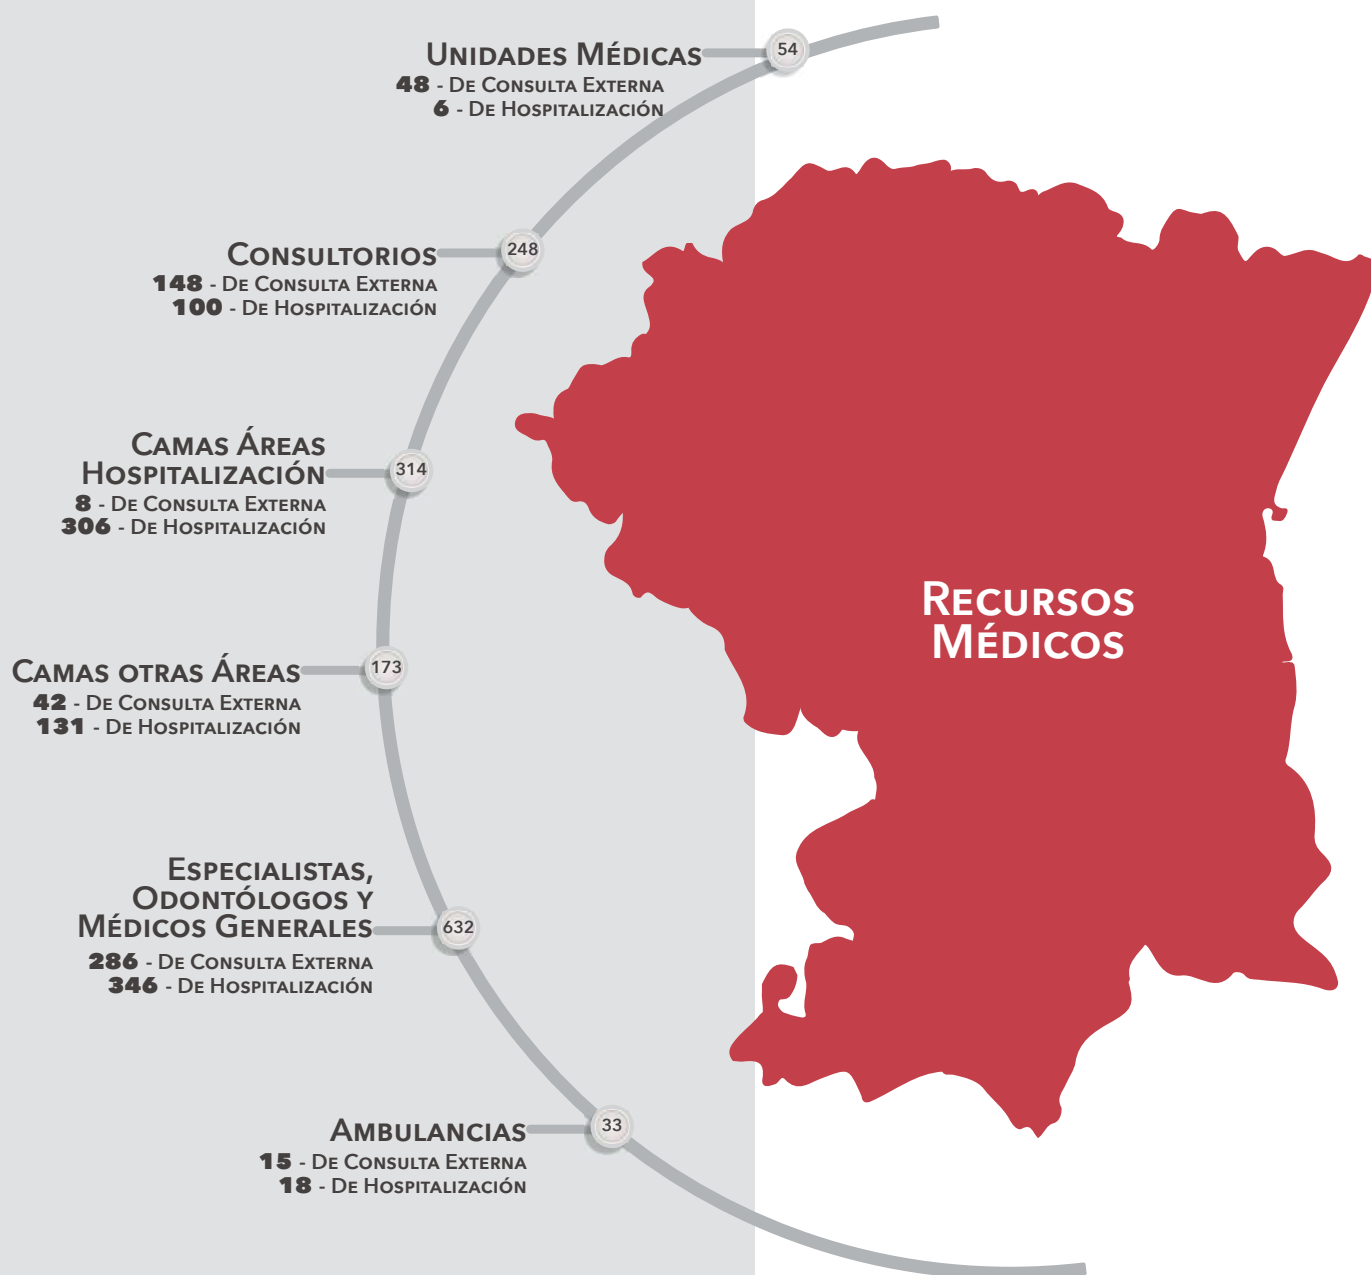 Unidades Médicas
54
48 - De Consulta Externa
6 - De Hospitalización
Consultorios
248
148 - De Consulta Externa
100 - De Hospitalización
Camas Áreas
Hospitalización
314
8 - De Consulta Externa
306 - De Hospitalización
Recursos
Médicos
Camas otras Áreas
173
42 - De Consulta Externa
131 - De Hospitalización
Especialistas,
Odontólogos y
Médicos Generales
632
286 - De Consulta Externa
346 - De Hospitalización
Ambulancias
33
15 - De Consulta Externa
18 - De Hospitalización